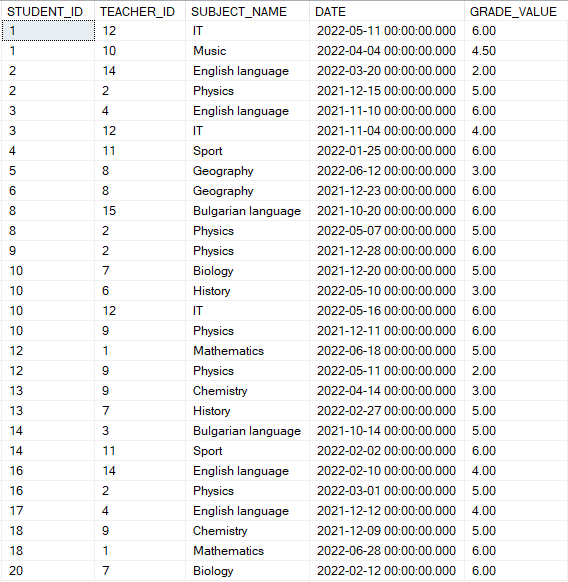 STUDENT_ID TEACHER_ID SUBJECT_NAME DATE GRADE_VALUE
1 12 IT 2022-05-11 00:00:00.000 6.00
1 10 Music 2022-04-04 00:00:00.000 4.50
2 14 English language 2022-03-20 00:00:00.000 2.00
2 2 Physics 2021-12-15 00:00:00.000 5.00
3 4 English language 2021-11-10 00:00:00.000 6.00
3 12 IT 2021-11-04 00:00:00.000 4.00
4 11 Sport 2022-01-25 00:00:00.000 6.00
5 8 Geography 2022-06-12 00:00:00.000 3.00
6 8 Geography 2021-12-23 00:00:00.000 6.00
8 15 Bulgarian language 2021-10-20 00:00:00.000 6.00
8 2 Physics 2022-05-07 00:00:00.000 5.00
9 2 Physics 2021-12-28 00:00:00.000 6.00
10 7 Biology 2021-12-20 00:00:00.000 5.00
10 6 History 2022-05-10 00:00:00.000 3.00
10 12 IT 2022-05-16 00:00:00.000 6.00
10 9 Physics 2021-12-11 00:00:00.000 6.00
12 1 Mathematics 2022-06-18 00:00:00.000 5.00
12 9 Physics 2022-05-11 00:00:00.000 2.00
13 9 Chemistry 2022-04-14 00:00:00.000 3.00
13 7 History 2022-02-27 00:00:00.000 5.00
14 3 Bulgarian language 2021-10-14 00:00:00.000 5.00
14 11 Sport 2022-02-02 00:00:00.000 6.00
16 14 English language 2022-02-10 00:00:00.000 4.00
16 2 Physics 2022-03-01 00:00:00.000 5.00
17 4 English language 2021-12-12 00:00:00.000 4.00
18 9 Chemistry 2021-12-09 00:00:00.000 5.00
18 1 Mathematics 2022-06-28 00:00:00.000 6.00
20 7 Biology 2022-02-12 00:00:00.000 6.00